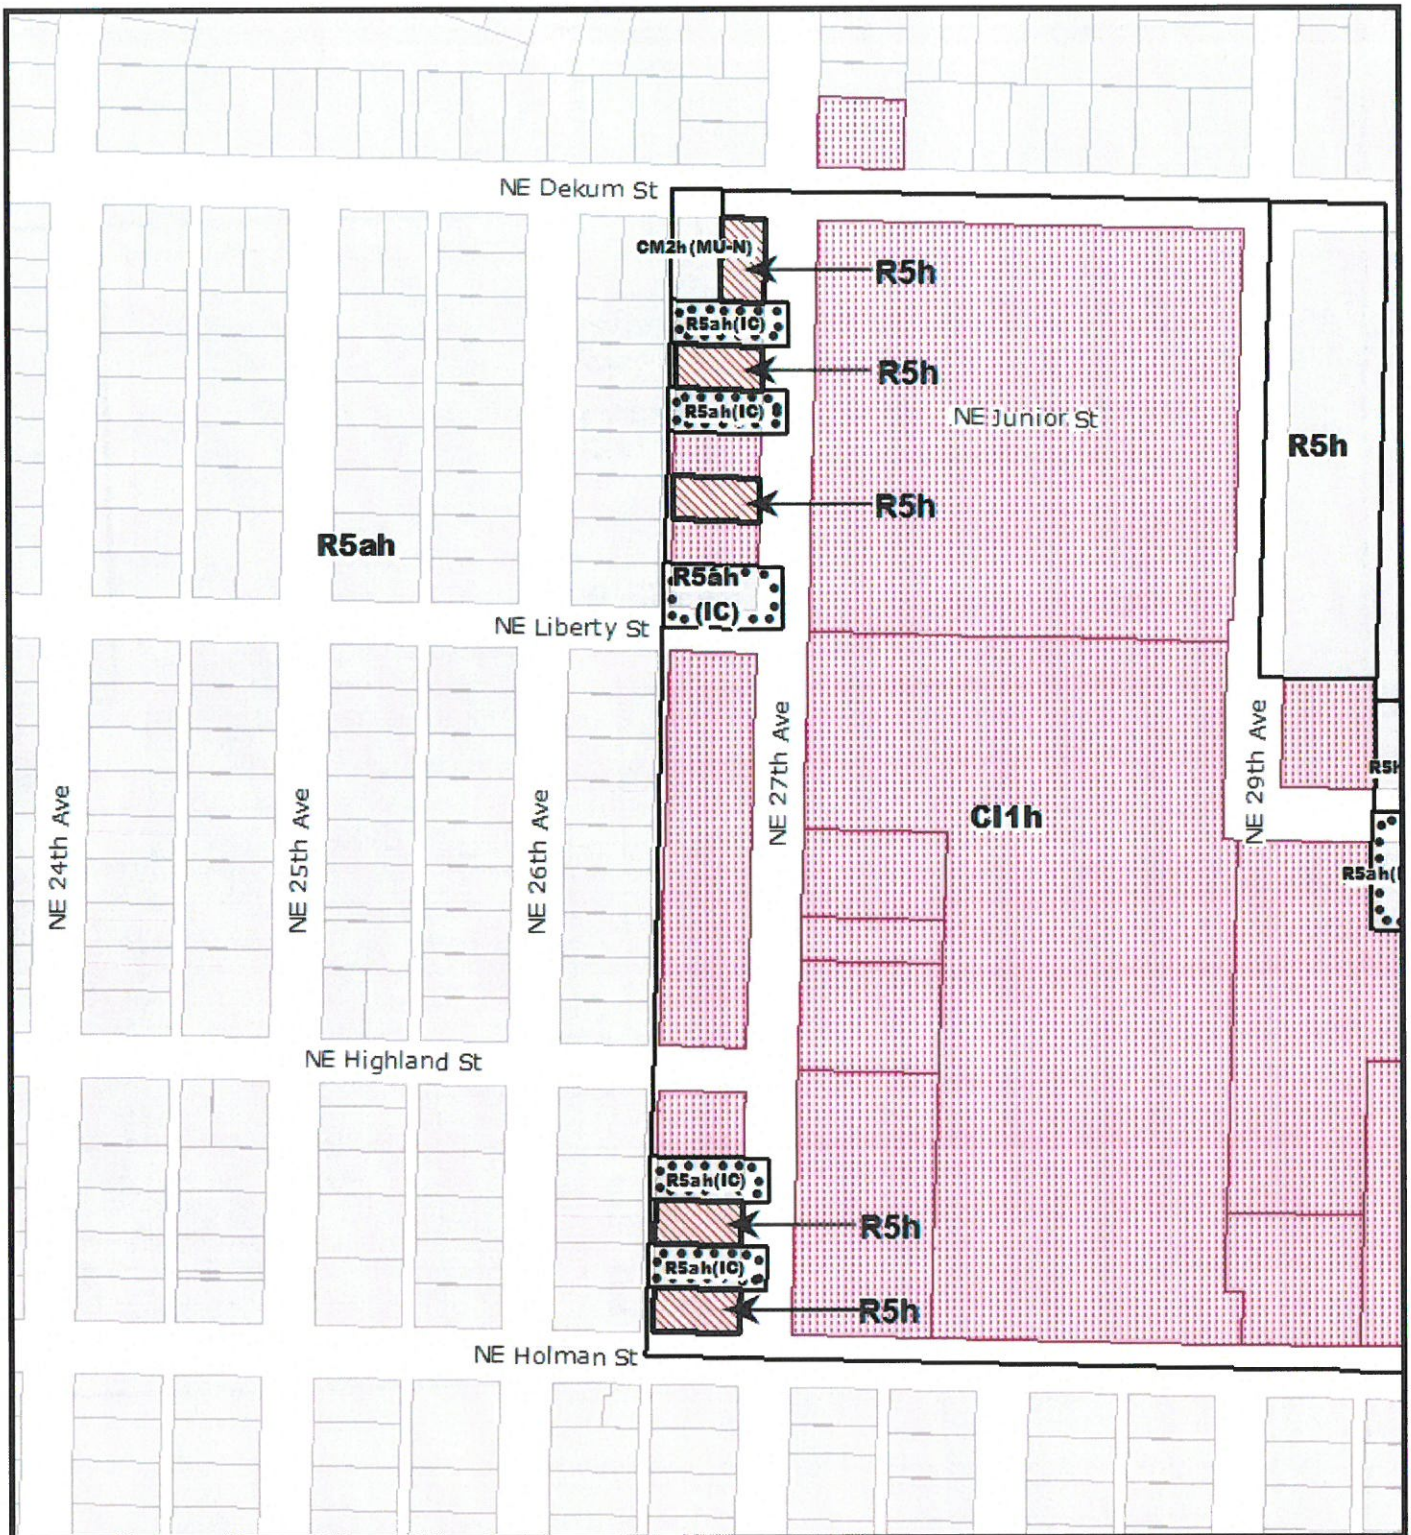 NE Dekum St
CM2h(MU-N)
R5h
R5ah(IC)
R5h
R5ah(IC)
NE Junior St
R5h
R5h
R5ah
R5ah
(IC)
NE Liberty St
NE 24th Ave
NE 25th Ave
NE 26th Ave
NE 27th Ave
NE 29th Ave
CI1h
NE Highland St
R5ah(IC)
R5h
R5ah(IC)
R5h
NE Holman St